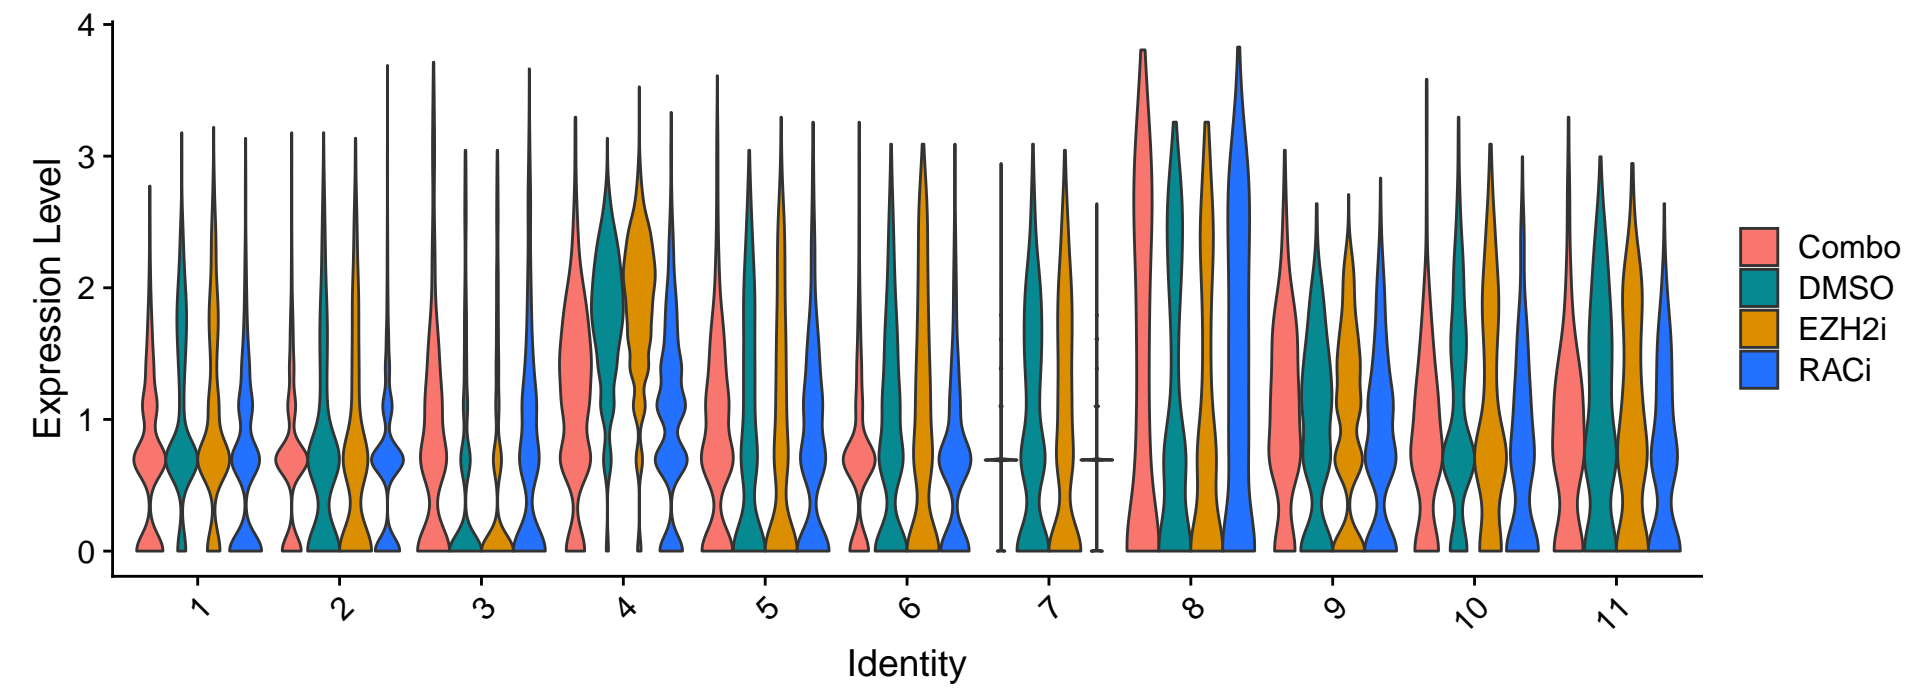 Expression Level
4
3
2
1
0
1 2 3 4 5 6 7 8 9 10 11
Identity
Combo
DMSO
EZH2i
RACi